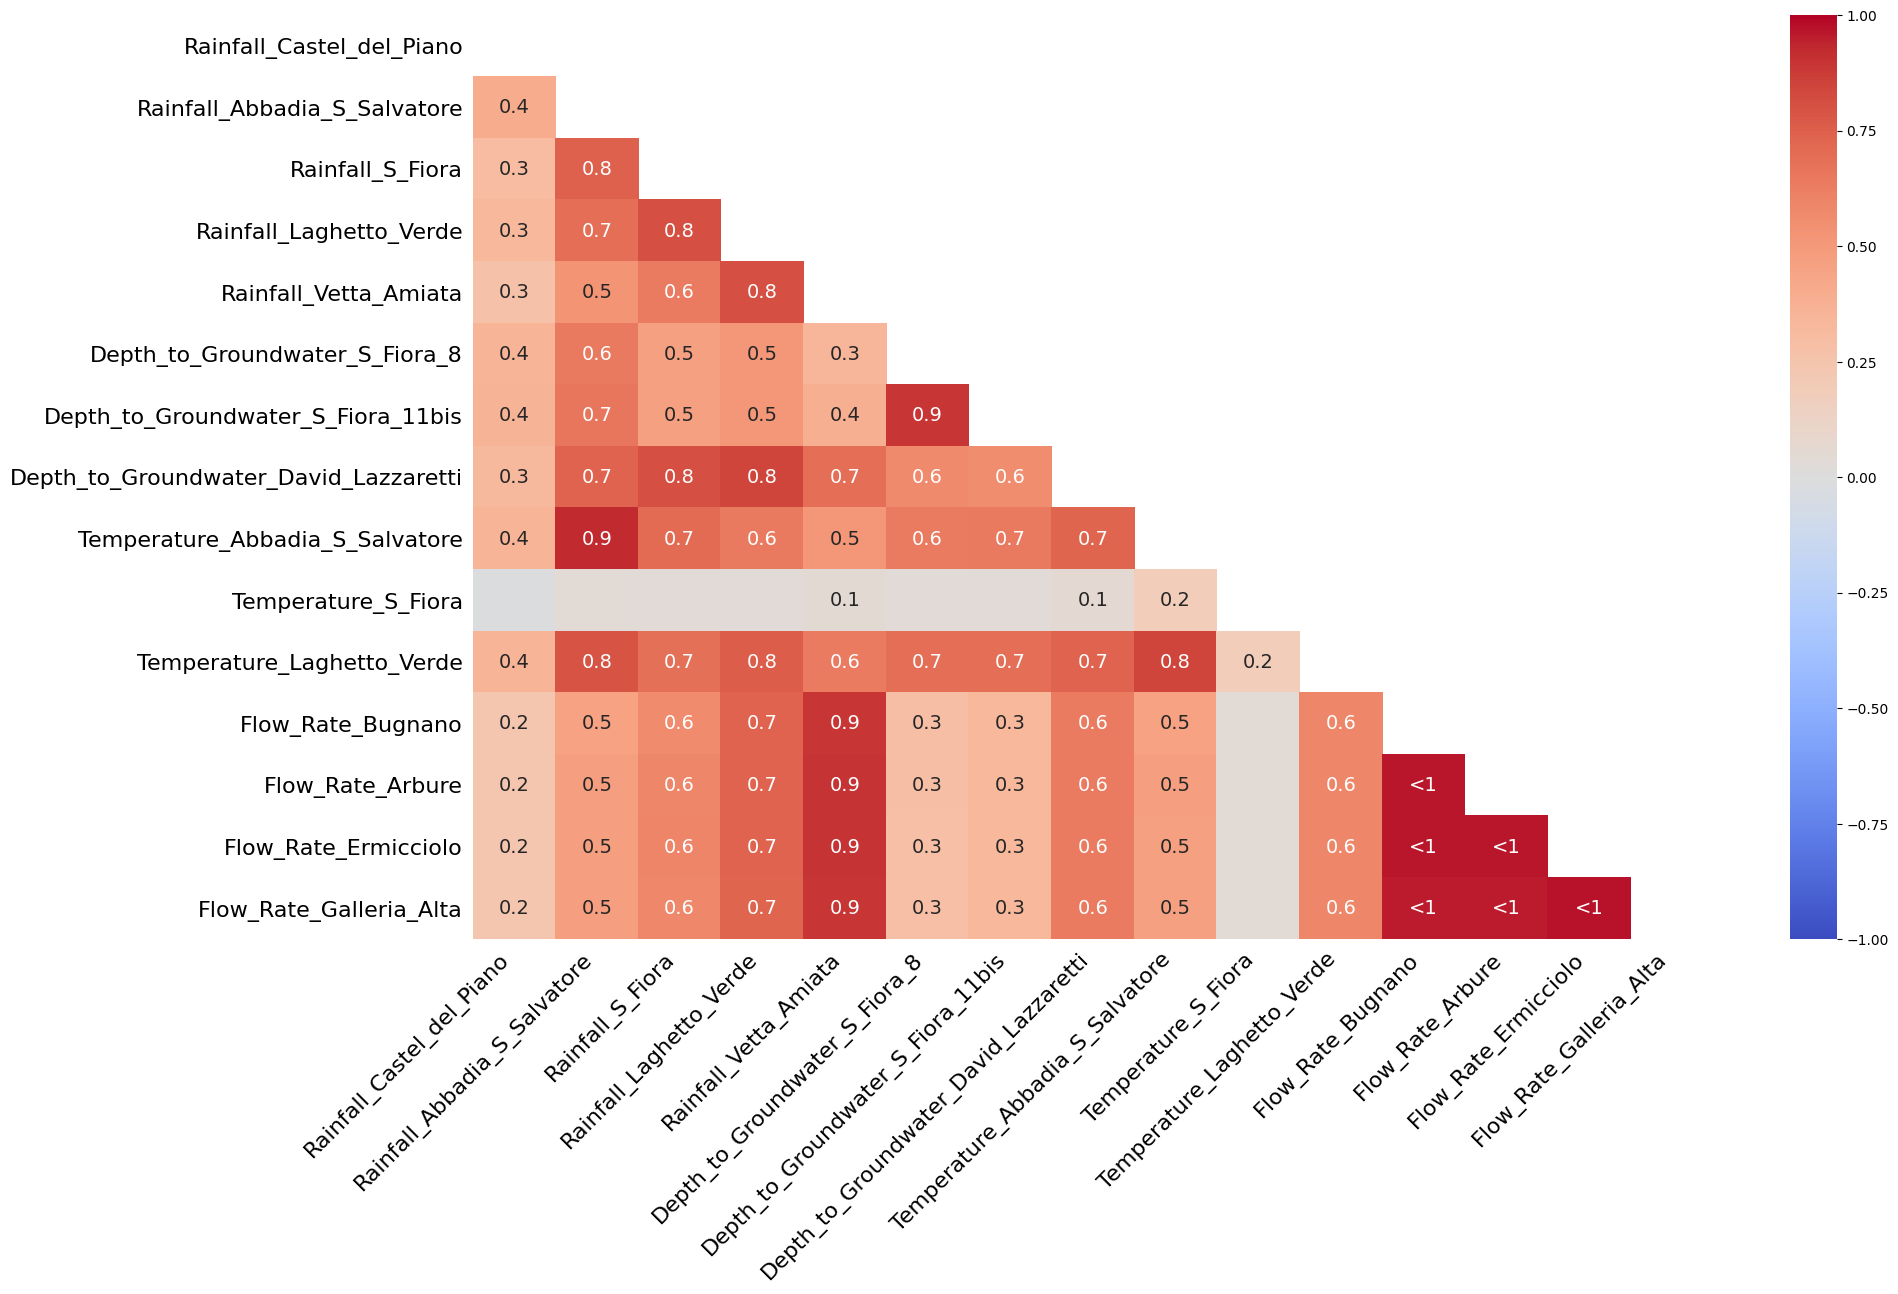 Rainfall_Castel_del_Piano
Rainfall_Abbadia_S_Salvatore 0.4
Rainfall_S_Fiora 0.3 0.8
Rainfall_Laghetto_Verde 0.3 0.7 0.8
Rainfall_Vetta_Amiata 0.3 0.5 0.6 0.8
Depth_to_Groundwater_S_Fiora_8 0.4 0.6 0.5 0.5 0.3
Depth_to_Groundwater_S_Fiora_11bis 0.4 0.7 0.5 0.5 0.4 0.9
Depth_to_Groundwater_David_Lazzaretti 0.3 0.7 0.8 0.8 0.7 0.6 0.6
Temperature_Abbadia_S_Salvatore 0.4 0.9 0.7 0.6 0.5 0.6 0.7 0.7
Temperature_S_Fiora 0.1 0.1 0.2
Temperature_Laghetto_Verde 0.4 0.8 0.7 0.8 0.6 0.7 0.7 0.7 0.8 0.2
Flow_Rate_Bugnano 0.2 0.5 0.6 0.7 0.9 0.3 0.3 0.6 0.5 0.6
Flow_Rate_Arbure 0.2 0.5 0.6 0.7 0.9 0.3 0.3 0.6 0.5 0.6 <1
Flow_Rate_Ermicciolo 0.2 0.5 0.6 0.7 0.9 0.3 0.3 0.6 0.5 0.6 <1 <1
Flow_Rate_Galleria_Alta 0.2 0.5 0.6 0.7 0.9 0.3 0.3 0.6 0.5 0.6 <1 <1 <1
Rainfall_Castel_del_Piano
Rainfall_Abbadia_S_Salvatore
Rainfall_S_Fiora
Rainfall_Laghetto_Verde
Rainfall_Vetta_Amiata
Depth_to_Groundwater_S_Fiora_8
Depth_to_Groundwater_S_Fiora_11bis
Depth_to_Groundwater_David_Lazzaretti
Temperature_Abbadia_S_Salvatore
Temperature_S_Fiora
Temperature_Laghetto_Verde
Flow_Rate_Bugnano
Flow_Rate_Arbure
Flow_Rate_Ermicciolo
Flow_Rate_Galleria_Alta
1.00
0.75
0.50
0.25
0.00
−0.25
−0.50
−0.75
−1.00